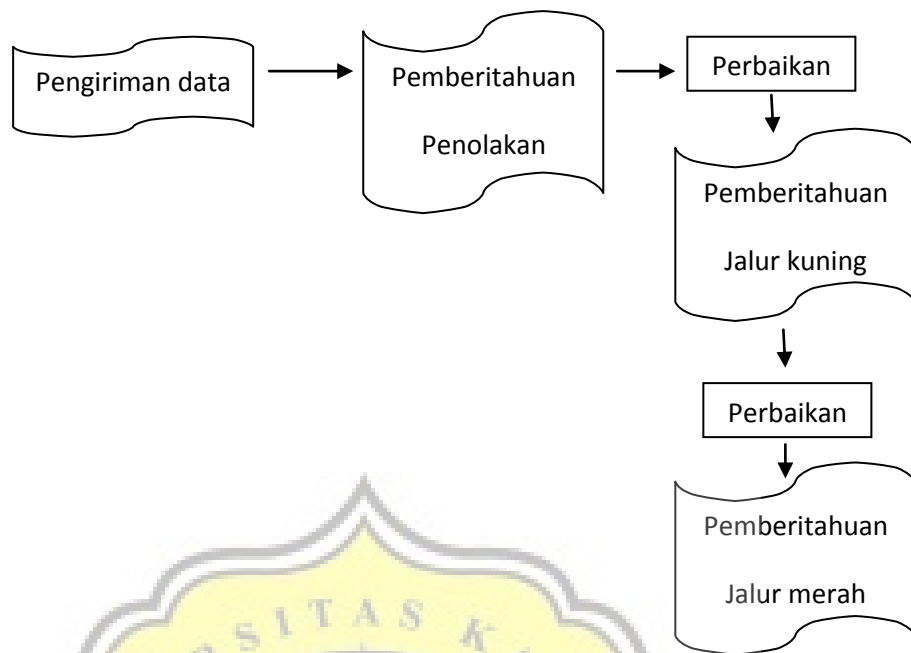 Pengiriman data
Pemberitahuan
Penolakan
Perbaikan
Pemberitahuan
Jalur kuning
Perbaikan
Pemberitahuan
Jalur merah